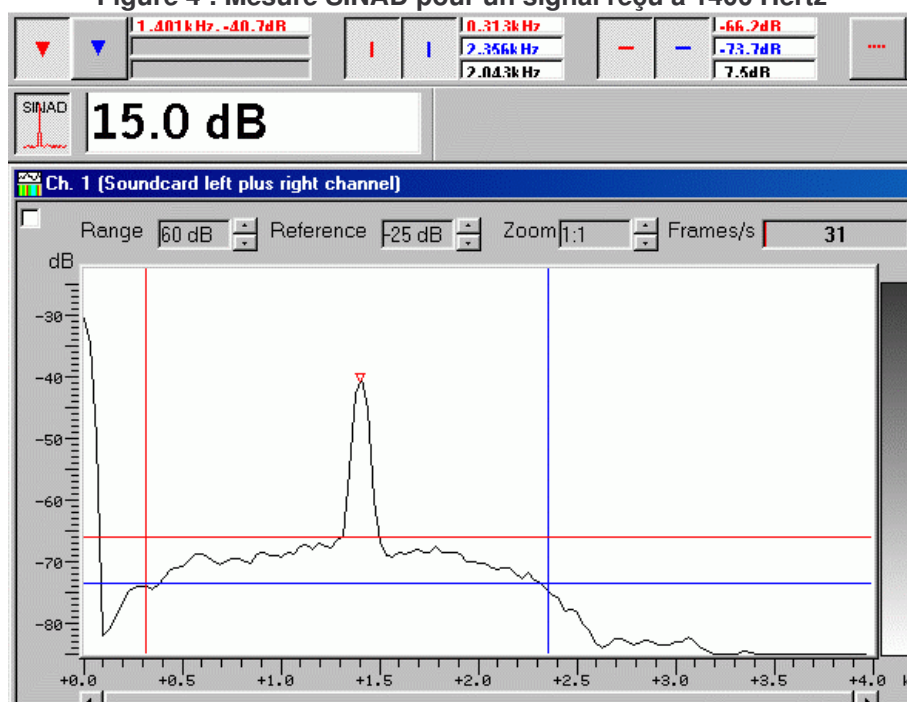 Figure 4 : Mesure SINAD pour un signal reçu à 1400 Hertz
1.401kHz.-40.7dB
0.313kHz
2.356kHz
2.043kHz
-66.2dB
-73.7dB
7.5dB
SINAD
15.0 dB
Ch. 1 (Soundcard left plus right channel)
Range 60 dB Reference -25 dB Zoom 1:1 Frames/s 31
dB
-30
-40
-50
-60
-70
-80
+0.0 +0.5 +1.0 +1.5 +2.0 +2.5 +3.0 +3.5 +4.0